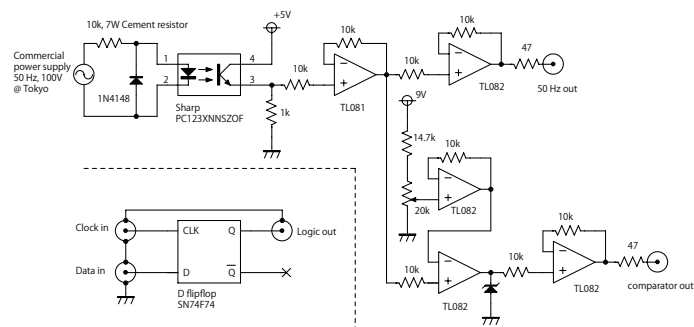 10k, 7W Cement resistor
+5V
Commercial
power supply
50 Hz, 100V
@ Tokyo
1N4148
1
2
4
3
Sharp
PC123XNNSZOF
10k
1k
10k
−
+
TL081
10k
10k
−
+
TL082
47
50 Hz out
9V
14.7k
20k
10k
−
+
TL082
10k
−
+
TL082
10k
10k
−
+
TL082
47
comparator out
Clock in
Data in
CLK
Q
D
Q
D flipflop
SN74F74
Logic out